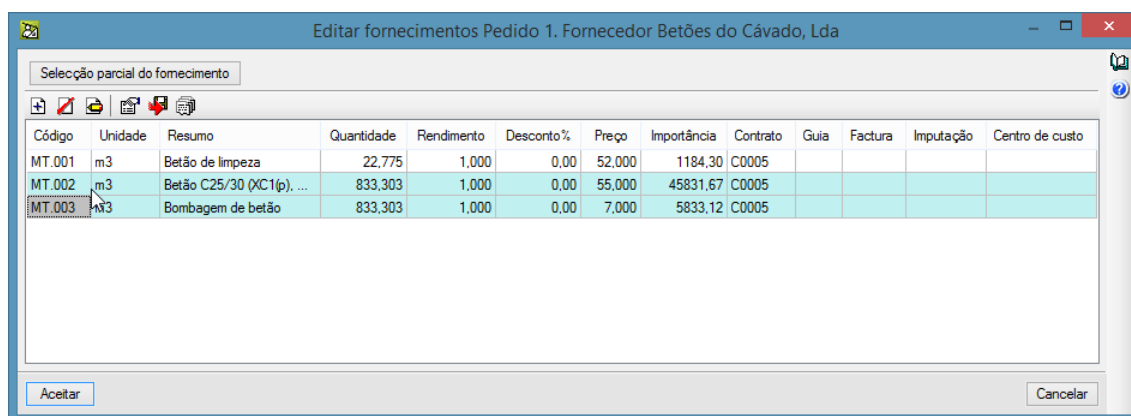 Editar fornecimentos Pedido 1. Fornecedor Betões do Cávado, Lda
Selecção parcial do fornecimento
Código Unidade Resumo Quantidade Rendimento Desconto% Preço Importância Contrato Guia Factura Imputação Centro de custo
MT.001 m3 Betão de limpeza 22,775 1,000 0,00 52,000 1184,30 C0005
MT.002 m3 Betão C25/30 (XC1(p), ... 833,303 1,000 0,00 55,000 45831,67 C0005
MT.003 m3 Bombagem de betão 833,303 1,000 0,00 7,000 5833,12 C0005
Aceitar Cancelar